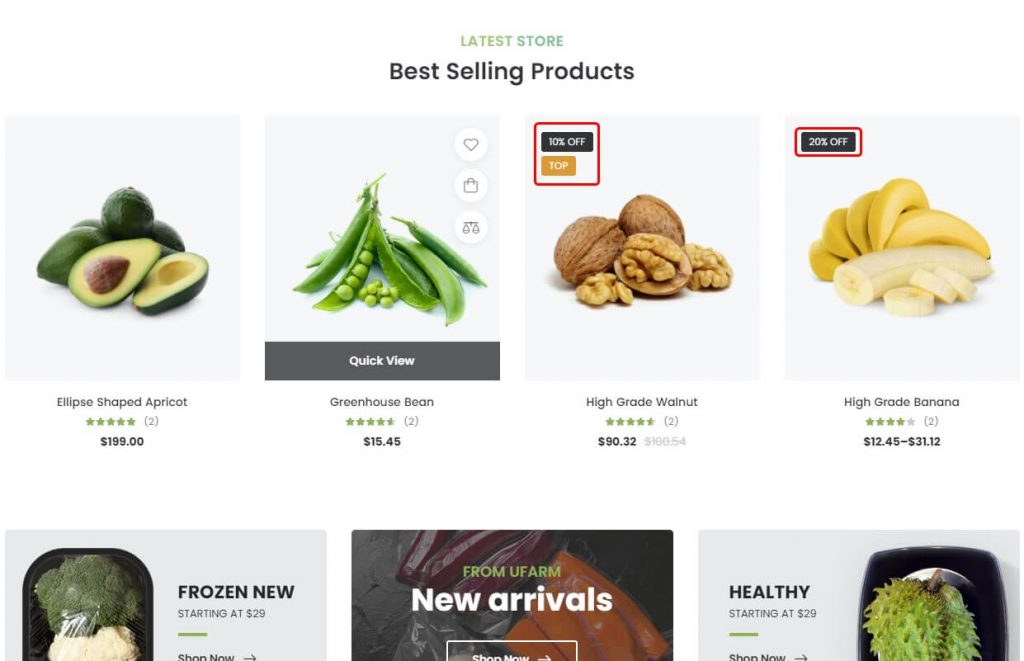 LATEST STORE
Best Selling Products
10% OFF
TOP
20% OFF
Quick View
Ellipse Shaped Apricot
(2)
$199.00
Greenhouse Bean
(2)
$15.45
High Grade Walnut
(2)
$90.32 $100.54
High Grade Banana
(2)
$12.45–$31.12
FROZEN NEW
STARTING AT $29
Shop Now
FROM UFARM
New arrivals
Shop Now
HEALTHY
STARTING AT $29
Shop Now